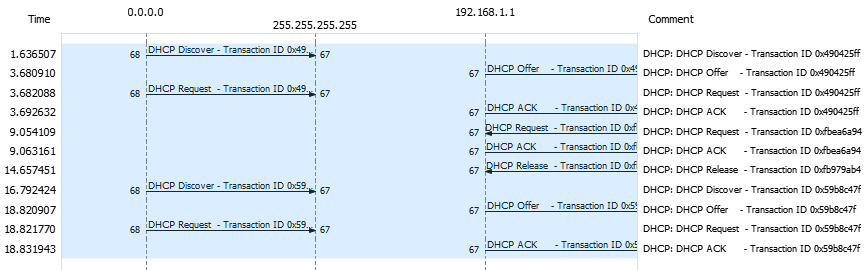 Time 0.0.0.0 255.255.255.255 192.168.1.1 Comment
1.636507 68 DHCP Discover - Transaction ID 0x49... 67 DHCP: DHCP Discover - Transaction ID 0x490425ff
3.680910 67 DHCP Offer - Transaction ID 0x49 DHCP: DHCP Offer - Transaction ID 0x490425ff
3.682088 68 DHCP Request - Transaction ID 0x49... 67 DHCP: DHCP Request - Transaction ID 0x490425ff
3.692632 67 DHCP ACK - Transaction ID 0x4 DHCP: DHCP ACK - Transaction ID 0x490425ff
9.054109 67 DHCP Request - Transaction ID 0xf DHCP: DHCP Request - Transaction ID 0xfbea6a94
9.063161 67 DHCP ACK - Transaction ID 0xf DHCP: DHCP ACK - Transaction ID 0xfbea6a94
14.657451 67 DHCP Release - Transaction ID 0xf DHCP: DHCP Release - Transaction ID 0xfb979ab4
16.792424 68 DHCP Discover - Transaction ID 0x59... 67 DHCP: DHCP Discover - Transaction ID 0x59b8c47f
18.820907 67 DHCP Offer - Transaction ID 0x59 DHCP: DHCP Offer - Transaction ID 0x59b8c47f
18.821770 68 DHCP Request - Transaction ID 0x59... 67 DHCP: DHCP Request - Transaction ID 0x59b8c47f
18.831943 67 DHCP ACK - Transaction ID 0x5 DHCP: DHCP ACK - Transaction ID 0x59b8c47f